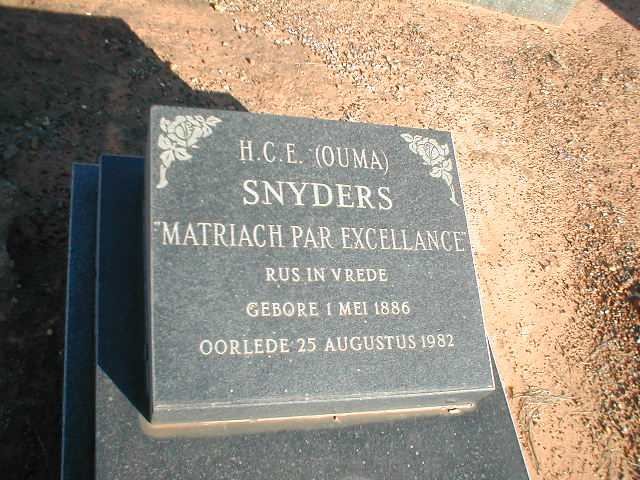 H.C.E. (OUMA)
SNYDERS
"MATRIACH PAR EXCELLANCE"
RUS IN VREDE
GEBORE 1 MEI 1886
OORLEDE 25 AUGUSTUS 1982